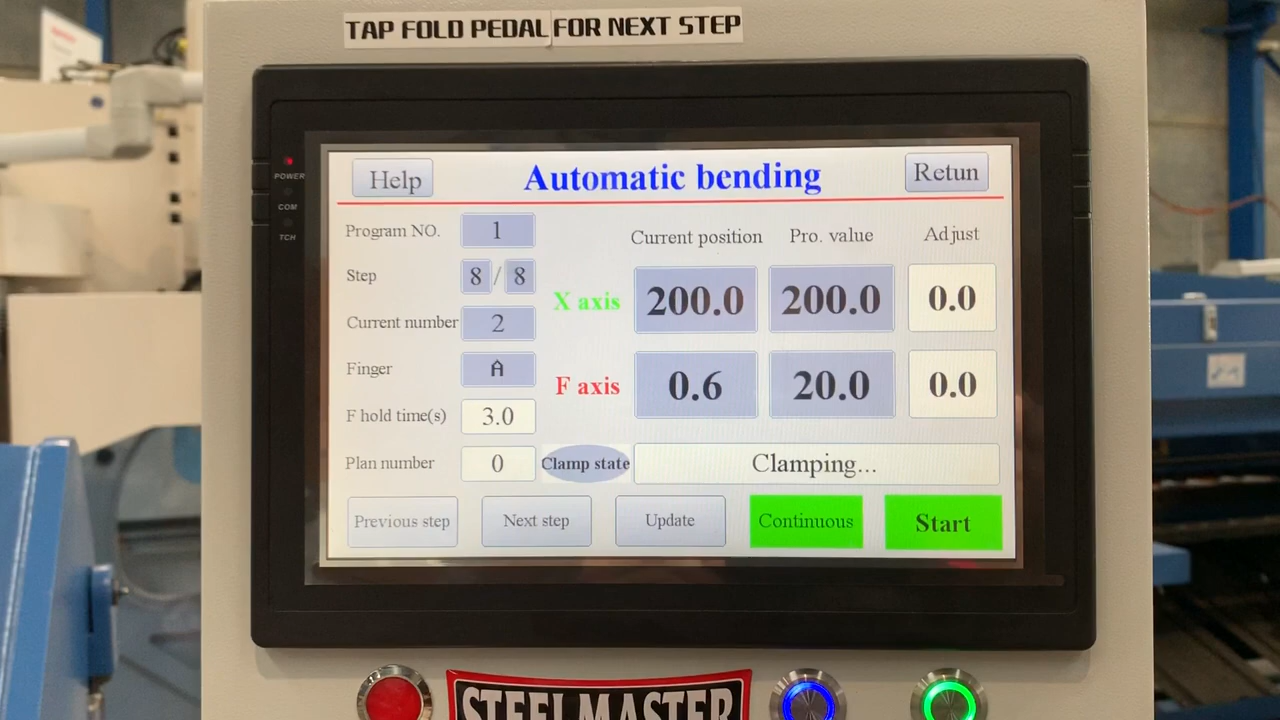 TAP FOLD PEDAL FOR NEXT STEP
POWER
COM
TCH
Help
Automatic bending
Retun
Program NO. 1
Current position Pro. value Adjust
Step 8 / 8
X axis 200.0 200.0 0.0
Current number 2
Finger A
F axis 0.6 20.0 0.0
F hold time(s) 3.0
Plan number 0
Clamp state Clamping...
Previous step
Next step
Update
Continuous
Start
STEELMASTER